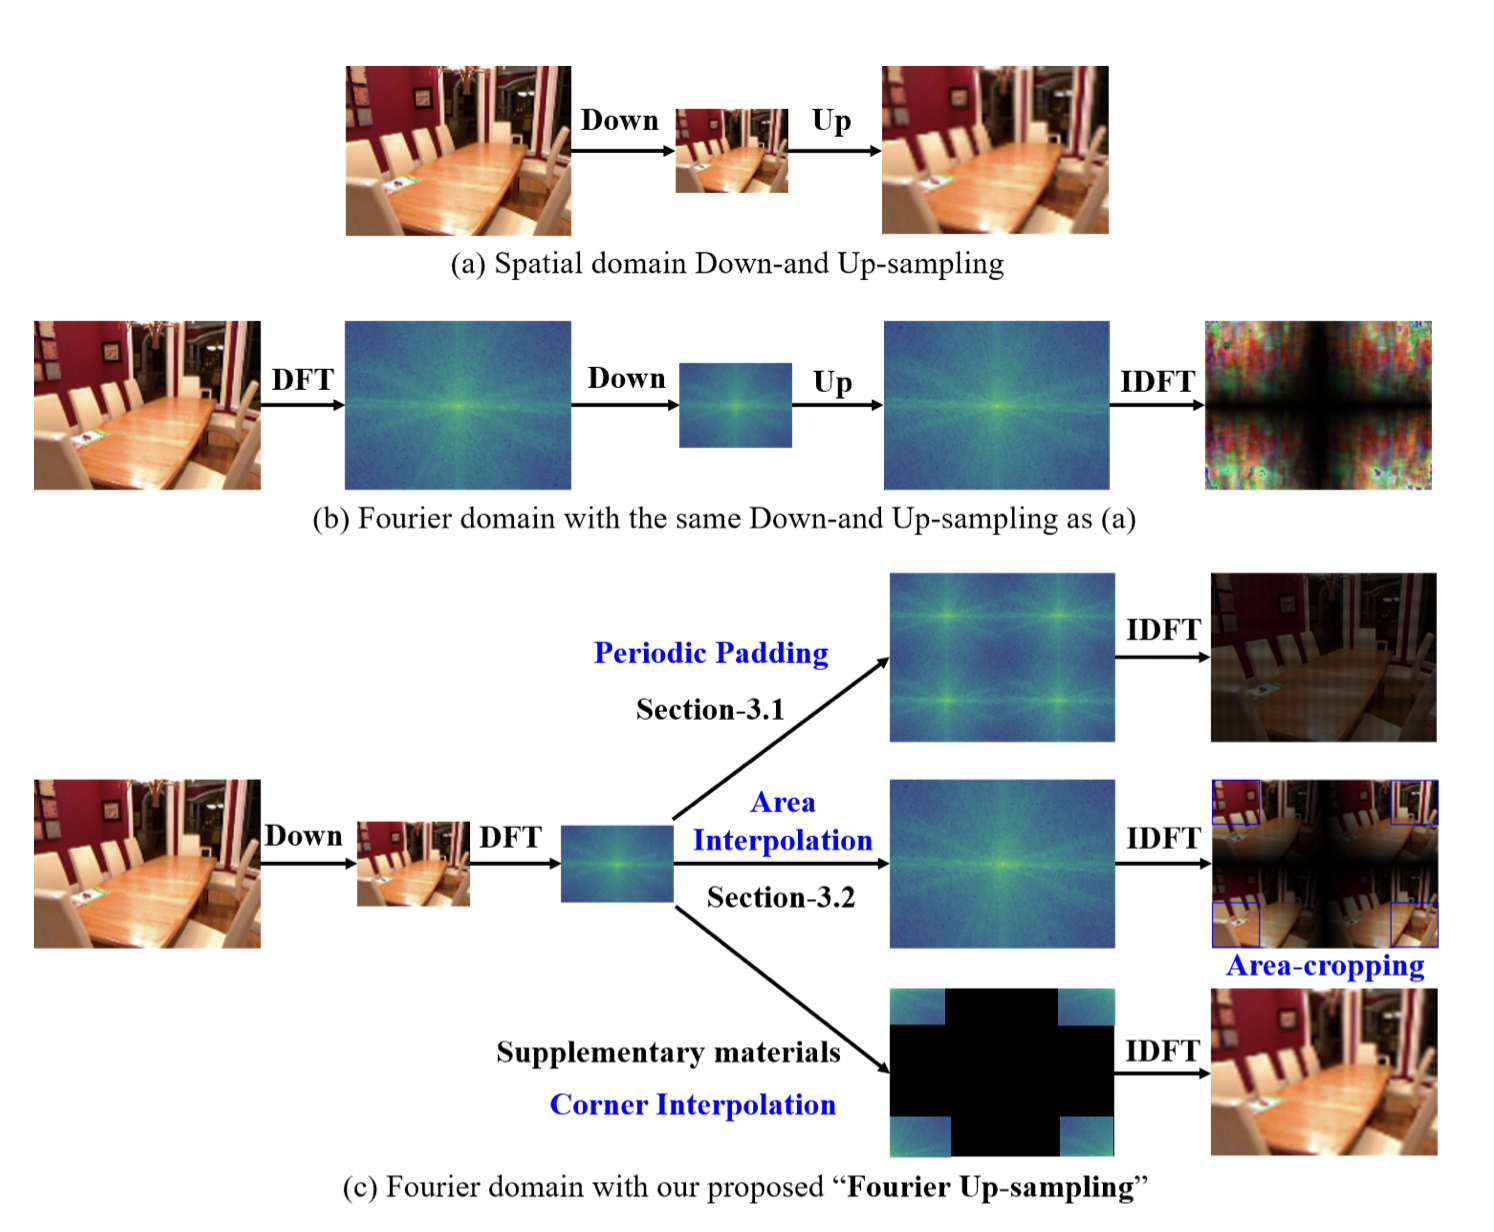 Down
Up
(a) Spatial domain Down-and Up-sampling
DFT
Down
Up
IDFT
(b) Fourier domain with the same Down-and Up-sampling as (a)
Periodic Padding
Section-3.1
IDFT
Down
DFT
Area
Interpolation
Section-3.2
IDFT
Area-cropping
Supplementary materials
Corner Interpolation
IDFT
(c) Fourier domain with our proposed “Fourier Up-sampling”